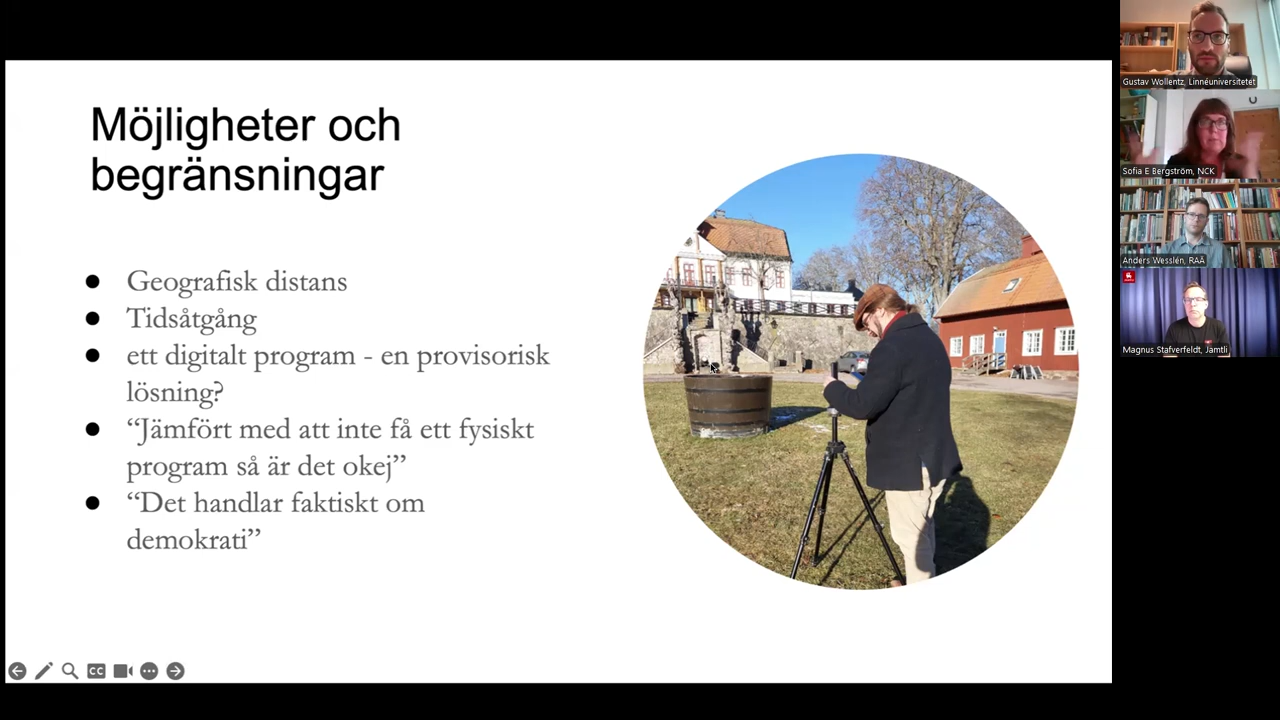 Möjligheter och
begränsningar
● Geografisk distans
● Tidsåtgång
● ett digitalt program - en provisorisk
lösning?
● “Jämfört med att inte få ett fysiskt
program så är det okej”
● “Det handlar faktiskt om
demokrati”
CC
Gustav Wollentz, Linnéuniversitetet
Sofia E Bergström, NCK
Anders Wesslén, RAÄ
Magnus Stafverfeldt, Jamtli